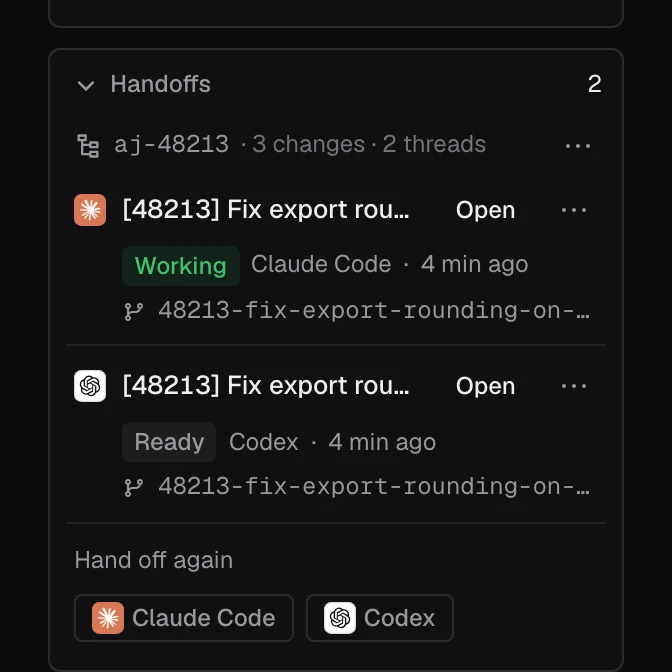 Handoffs 2
aj-48213 · 3 changes · 2 threads ···
[48213] Fix export rou… Open ···
Working Claude Code · 4 min ago
48213-fix-export-rounding-on-…
[48213] Fix export rou… Open ···
Ready Codex · 4 min ago
48213-fix-export-rounding-on-…
Hand off again
Claude Code Codex